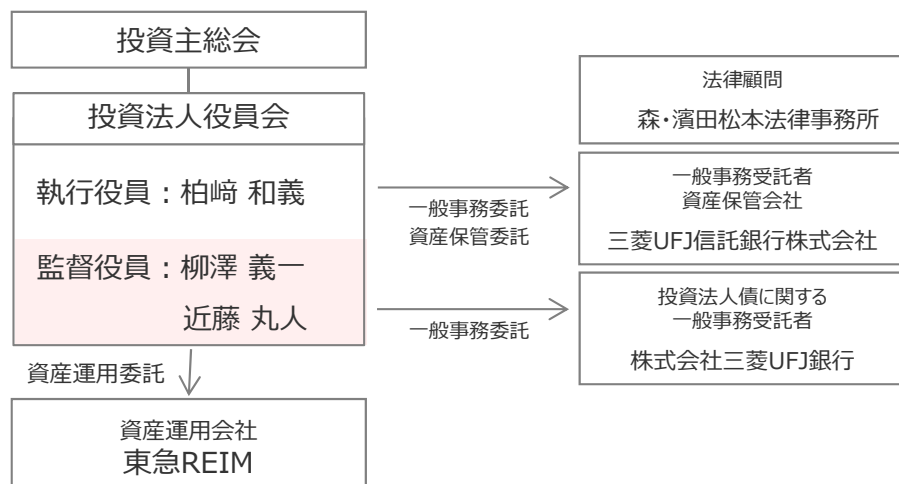 投資主総会
投資法人役員会
執行役員：柏﨑 和義
監督役員：柳澤 義一
近藤 丸人
資産運用委託
資産運用会社
東急REIM
一般事務委託
資産保管委託
一般事務委託
法律顧問
森・濱田松本法律事務所
一般事務受託者
資産保管会社
三菱UFJ信託銀行株式会社
投資法人債に関する
一般事務受託者
株式会社三菱UFJ銀行